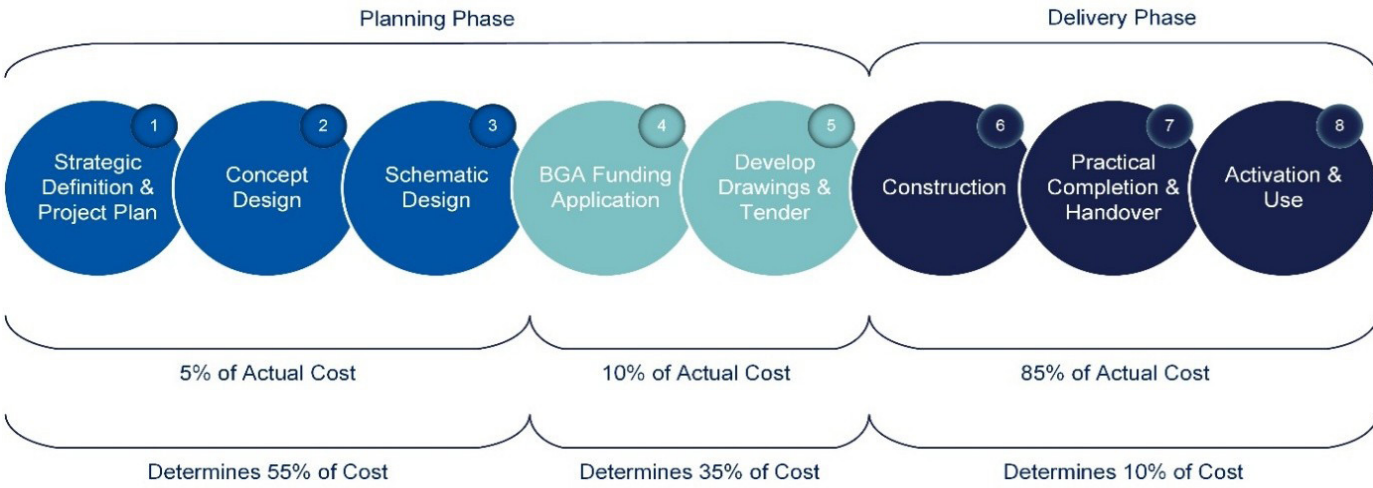 Planning Phase
Delivery Phase
1
Strategic
Definition &
Project Plan
2
Concept
Design
3
Schematic
Design
4
BGA Funding
Application
5
Develop
Drawings &
Tender
6
Construction
7
Practical
Completion &
Handover
8
Activation &
Use
5% of Actual Cost
10% of Actual Cost
85% of Actual Cost
Determines 55% of Cost
Determines 35% of Cost
Determines 10% of Cost